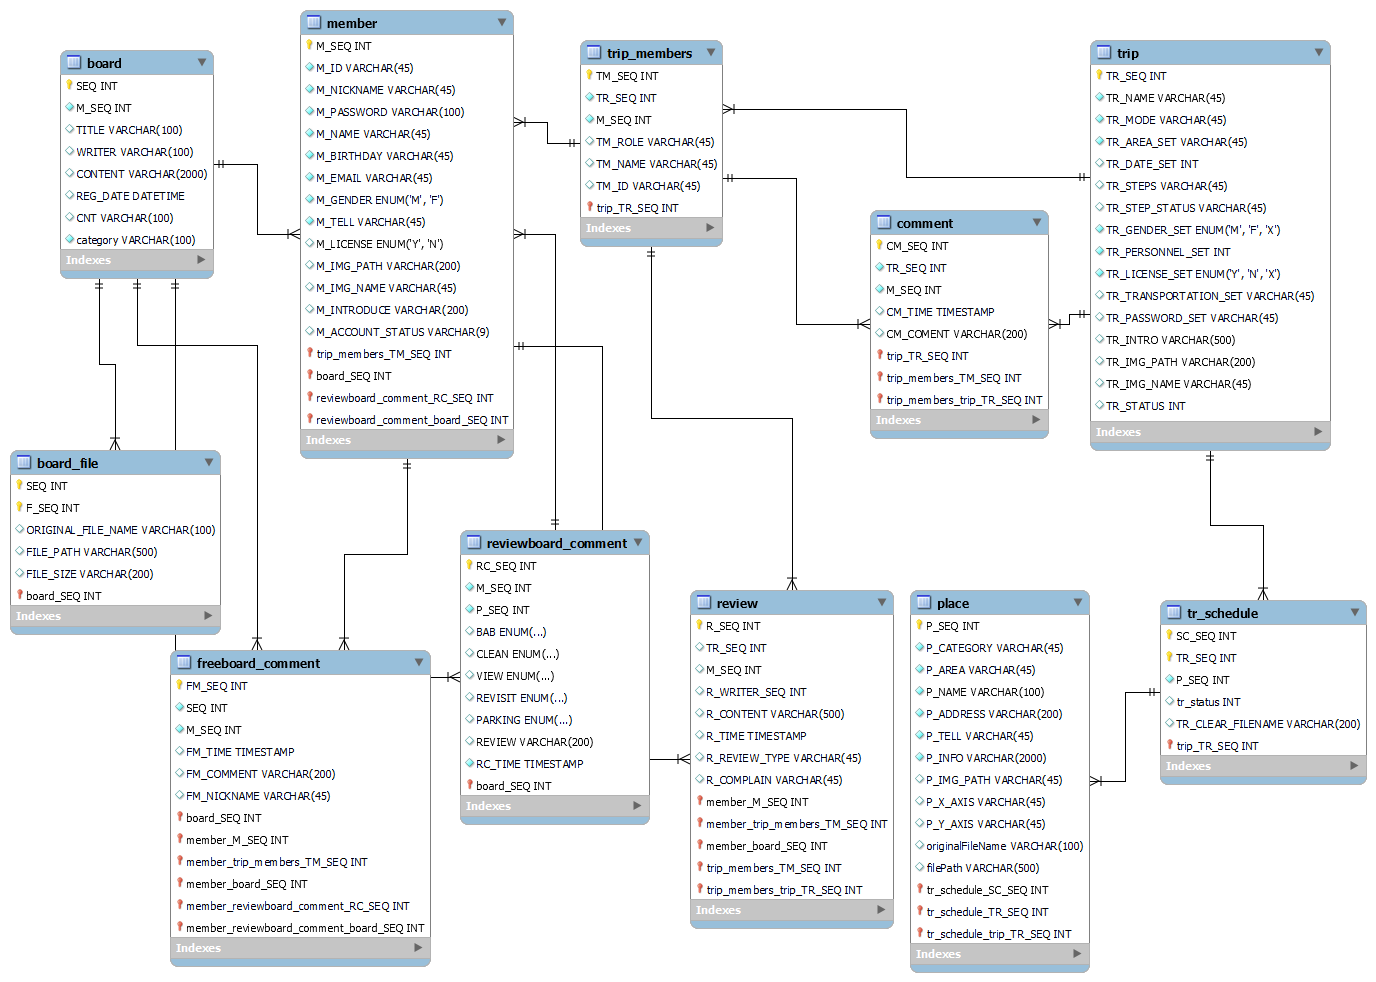 board
SEQ INT
M_SEQ INT
TITLE VARCHAR(100)
WRITER VARCHAR(100)
CONTENT VARCHAR(2000)
REG_DATE DATETIME
CNT VARCHAR(100)
category VARCHAR(100)
Indexes
member
M_SEQ INT
M_ID VARCHAR(45)
M_NICKNAME VARCHAR(45)
M_PASSWORD VARCHAR(100)
M_NAME VARCHAR(45)
M_BIRTHDAY VARCHAR(45)
M_EMAIL VARCHAR(45)
M_GENDER ENUM('M', 'F')
M_TELL VARCHAR(45)
M_LICENSE ENUM('Y', 'N')
M_IMG_PATH VARCHAR(200)
M_IMG_NAME VARCHAR(45)
M_INTRODUCE VARCHAR(200)
M_ACCOUNT_STATUS VARCHAR(9)
trip_members_TM_SEQ INT
board_SEQ INT
reviewboard_comment_RC_SEQ INT
reviewboard_comment_board_SEQ INT
Indexes
trip_members
TM_SEQ INT
TR_SEQ INT
M_SEQ INT
TM_ROLE VARCHAR(45)
TM_NAME VARCHAR(45)
TM_ID VARCHAR(45)
trip_TR_SEQ INT
Indexes
comment
CM_SEQ INT
TR_SEQ INT
M_SEQ INT
CM_TIME TIMESTAMP
CM_COMENT VARCHAR(200)
trip_TR_SEQ INT
trip_members_TM_SEQ INT
trip_members_trip_TR_SEQ INT
Indexes
trip
TR_SEQ INT
TR_NAME VARCHAR(45)
TR_MODE VARCHAR(45)
TR_AREA_SET VARCHAR(45)
TR_DATE_SET INT
TR_STEPS VARCHAR(45)
TR_STEP_STATUS VARCHAR(45)
TR_GENDER_SET ENUM('M', 'F', 'X')
TR_PERSONNEL_SET INT
TR_LICENSE_SET ENUM('Y', 'N', 'X')
TR_TRANSPORTATION_SET VARCHAR(45)
TR_PASSWORD_SET VARCHAR(45)
TR_INTRO VARCHAR(500)
TR_IMG_PATH VARCHAR(200)
TR_IMG_NAME VARCHAR(45)
TR_STATUS INT
Indexes
board_file
SEQ INT
F_SEQ INT
ORIGINAL_FILE_NAME VARCHAR(100)
FILE_PATH VARCHAR(500)
FILE_SIZE VARCHAR(200)
board_SEQ INT
Indexes
freeboard_comment
FM_SEQ INT
SEQ INT
M_SEQ INT
FM_TIME TIMESTAMP
FM_COMMENT VARCHAR(200)
FM_NICKNAME VARCHAR(45)
board_SEQ INT
member_M_SEQ INT
member_trip_members_TM_SEQ INT
member_board_SEQ INT
member_reviewboard_comment_RC_SEQ INT
member_reviewboard_comment_board_SEQ INT
Indexes
reviewboard_comment
RC_SEQ INT
M_SEQ INT
P_SEQ INT
BAB ENUM(...)
CLEAN ENUM(...)
VIEW ENUM(...)
REVISIT ENUM(...)
PARKING ENUM(...)
REVIEW VARCHAR(200)
RC_TIME TIMESTAMP
board_SEQ INT
Indexes
review
R_SEQ INT
TR_SEQ INT
M_SEQ INT
R_WRITER_SEQ INT
R_CONTENT VARCHAR(500)
R_TIME TIMESTAMP
R_REVIEW_TYPE VARCHAR(45)
R_COMPLAIN VARCHAR(45)
member_M_SEQ INT
member_trip_members_TM_SEQ INT
member_board_SEQ INT
trip_members_TM_SEQ INT
trip_members_trip_TR_SEQ INT
Indexes
place
P_SEQ INT
P_CATEGORY VARCHAR(45)
P_AREA VARCHAR(45)
P_NAME VARCHAR(100)
P_ADDRESS VARCHAR(200)
P_TELL VARCHAR(45)
P_INFO VARCHAR(2000)
P_IMG_PATH VARCHAR(45)
P_X_AXIS VARCHAR(45)
P_Y_AXIS VARCHAR(45)
originalFileName VARCHAR(100)
filePath VARCHAR(500)
tr_schedule_SC_SEQ INT
tr_schedule_TR_SEQ INT
tr_schedule_trip_TR_SEQ INT
Indexes
tr_schedule
SC_SEQ INT
TR_SEQ INT
P_SEQ INT
tr_status INT
TR_CLEAR_FILENAME VARCHAR(200)
trip_TR_SEQ INT
Indexes